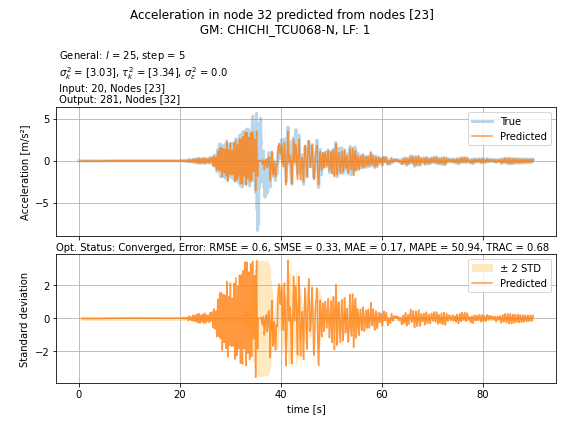 Acceleration in node 32 predicted from nodes [23]
GM: CHICHI_TCU068-N, LF: 1
General: l = 25, step = 5
σ²ₖ = [3.03], τ²ₖ = [3.34], σ²ε = 0.0
Input: 20, Nodes [23]
Output: 281, Nodes [32]
5
0
−5
Acceleration [m/s²]
True
Predicted
Opt. Status: Converged, Error: RMSE = 0.6, SMSE = 0.33, MAE = 0.17, MAPE = 50.94, TRAC = 0.68
2
0
−2
Standard deviation
± 2 STD
Predicted
0 20 40 60 80
time [s]